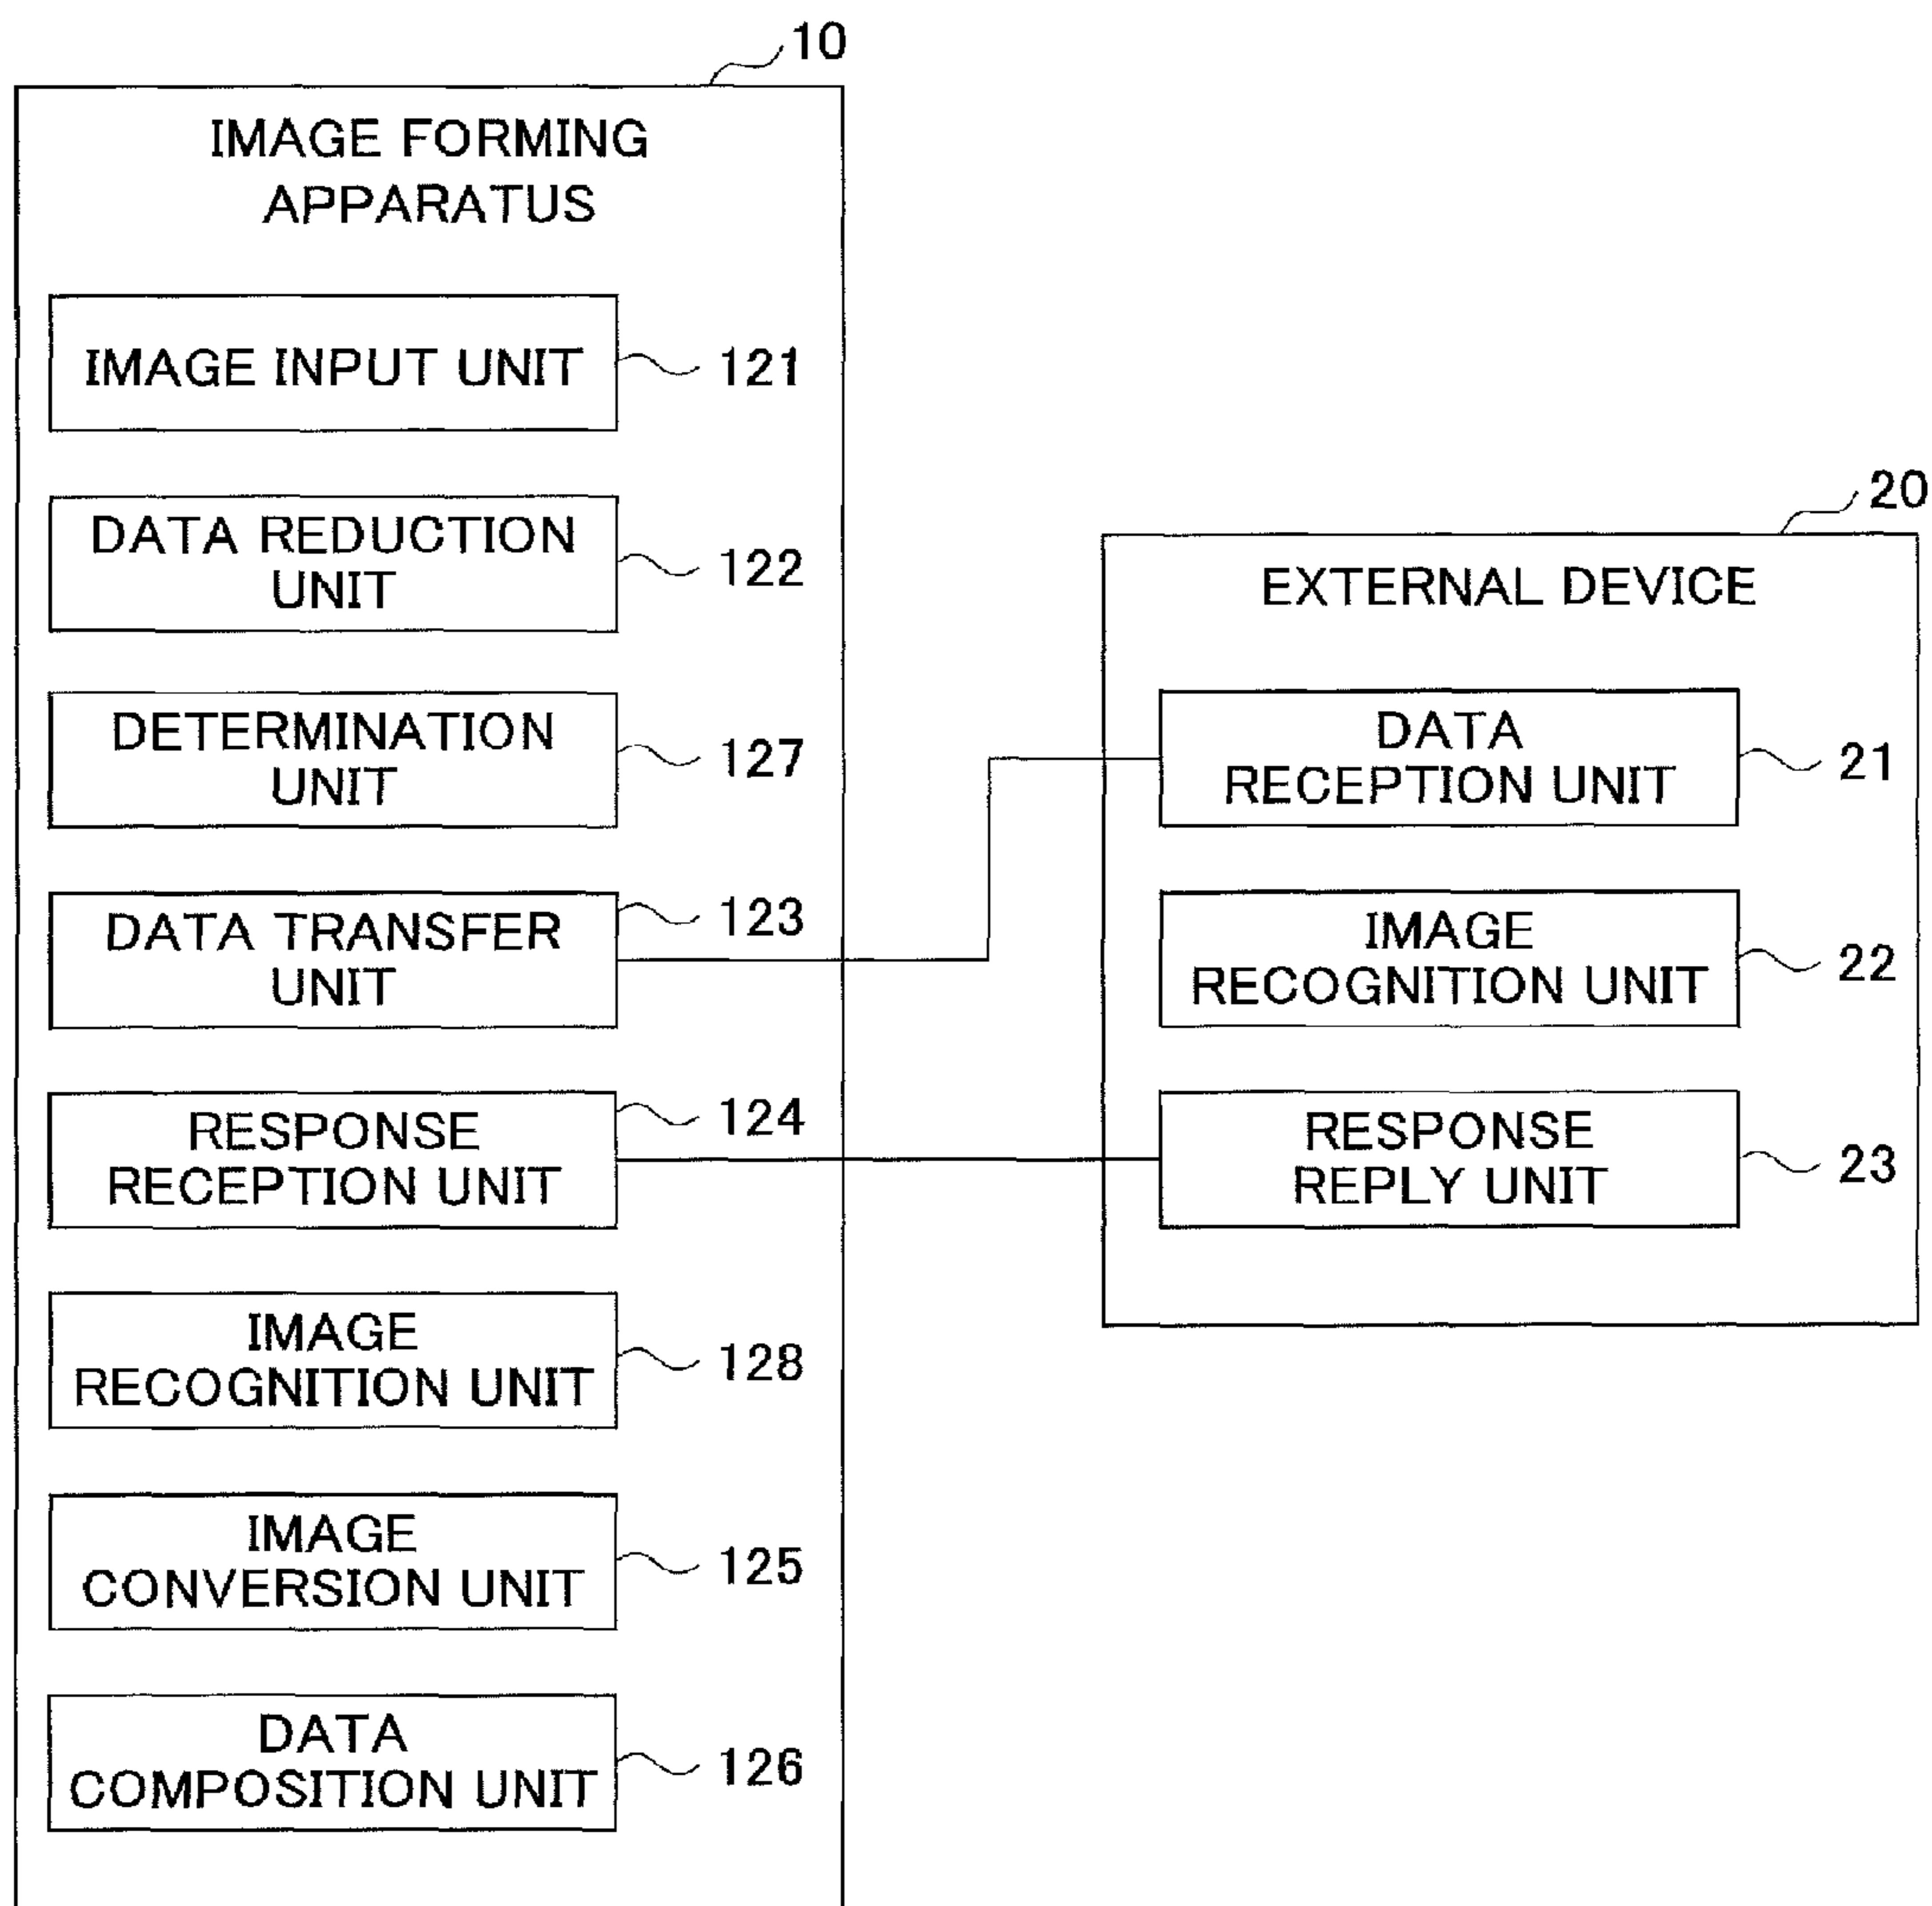 10
IMAGE FORMING
APPARATUS
IMAGE INPUT UNIT
121
DATA REDUCTION
UNIT
122
DETERMINATION
UNIT
127
DATA TRANSFER
UNIT
123
RESPONSE
RECEPTION UNIT
124
IMAGE
RECOGNITION UNIT
128
IMAGE
CONVERSION UNIT
125
DATA
COMPOSITION UNIT
126
20
EXTERNAL DEVICE
DATA
RECEPTION UNIT
21
IMAGE
RECOGNITION UNIT
22
RESPONSE
REPLY UNIT
23